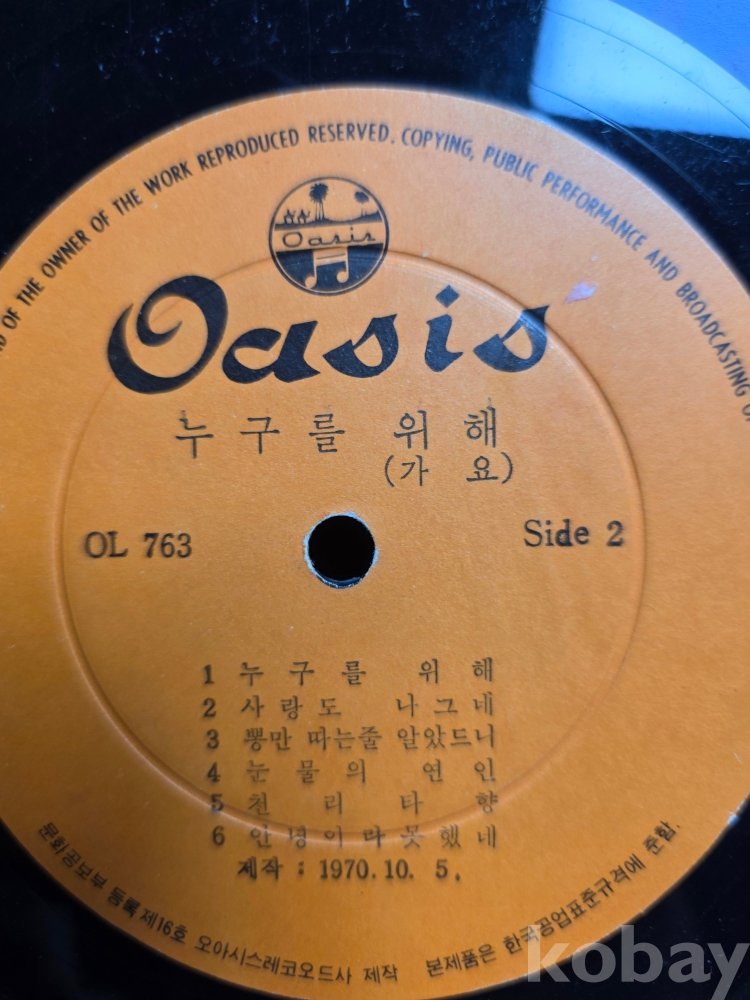 D OF THE OWNER OF THE WORK REPRODUCED RESERVED. COPYING, PUBLIC PERFORMANCE AND BROADCASTING
Oasis
Oasis
누구를 위해
(가요)
OL 763
Side 2
1 누구를 위해
2 사랑도 나그네
3 뽕만 따는줄 알았드니
4 눈물의 연인
5 천리타향
6 안녕이라 못했네
제작 : 1970. 10. 5.
문화공보부 등록 제16호 오아시스레코오드사 제작 본제품은 한국공업표준규격에 준함.
kobay